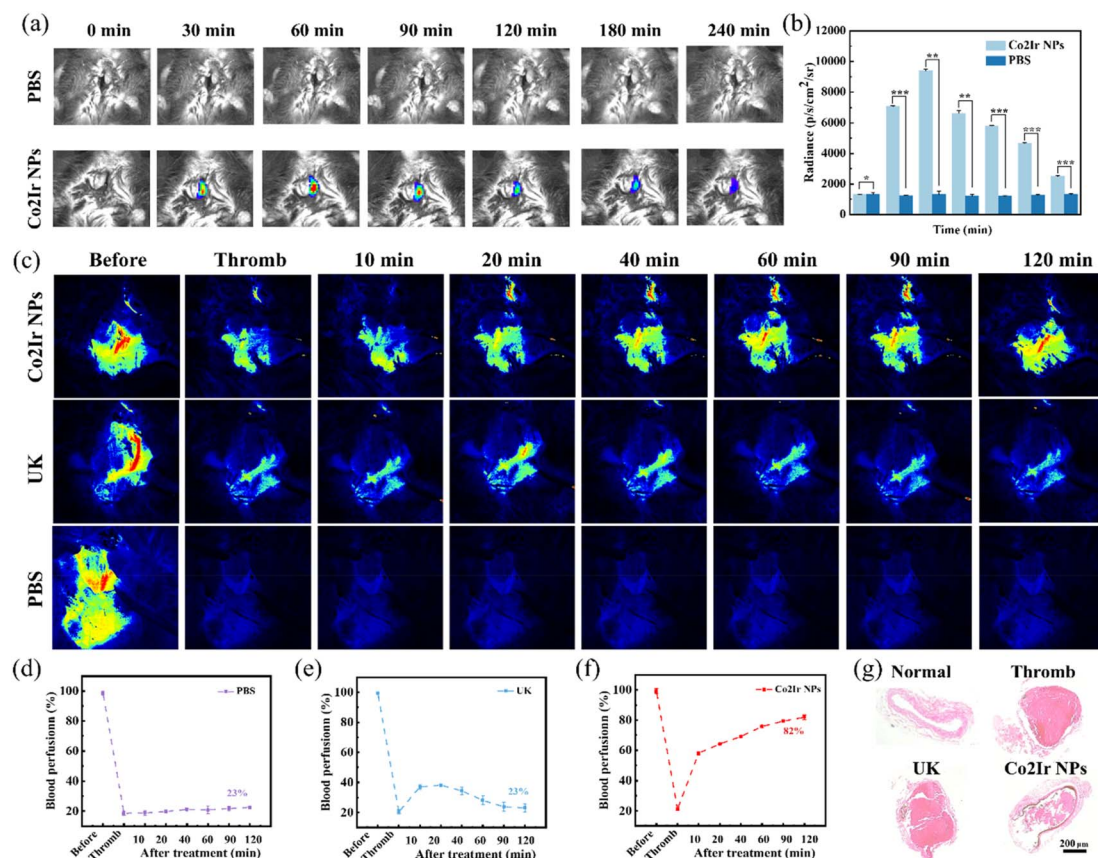 (a)
0 min 30 min 60 min 90 min 120 min 180 min 240 min
PBS
Co2Ir NPs
(b)
12000
10000
8000
6000
4000
2000
0
Radiance (p/s/cm²/sr)
Co2Ir NPs
PBS
* *** ** ** *** *** ***
Time (min)
(c)
Before Thromb 10 min 20 min 40 min 60 min 90 min 120 min
Co2Ir NPs
UK
PBS
(d)
100
80
60
40
20
Blood perfusionn (%)
PBS
23%
Before Thromb 10 20 40 60 90 120
After treatment (min)
(e)
100
80
60
40
20
Blood perfusionn (%)
UK
23%
Before Thromb 10 20 40 60 90 120
After treatment (min)
(f)
100
80
60
40
20
Blood perfusionn (%)
Co2Ir NPs
82%
Before Thromb 10 20 40 60 90 120
After treatment (min)
(g)
Normal Thromb
UK Co2Ir NPs
200 μm